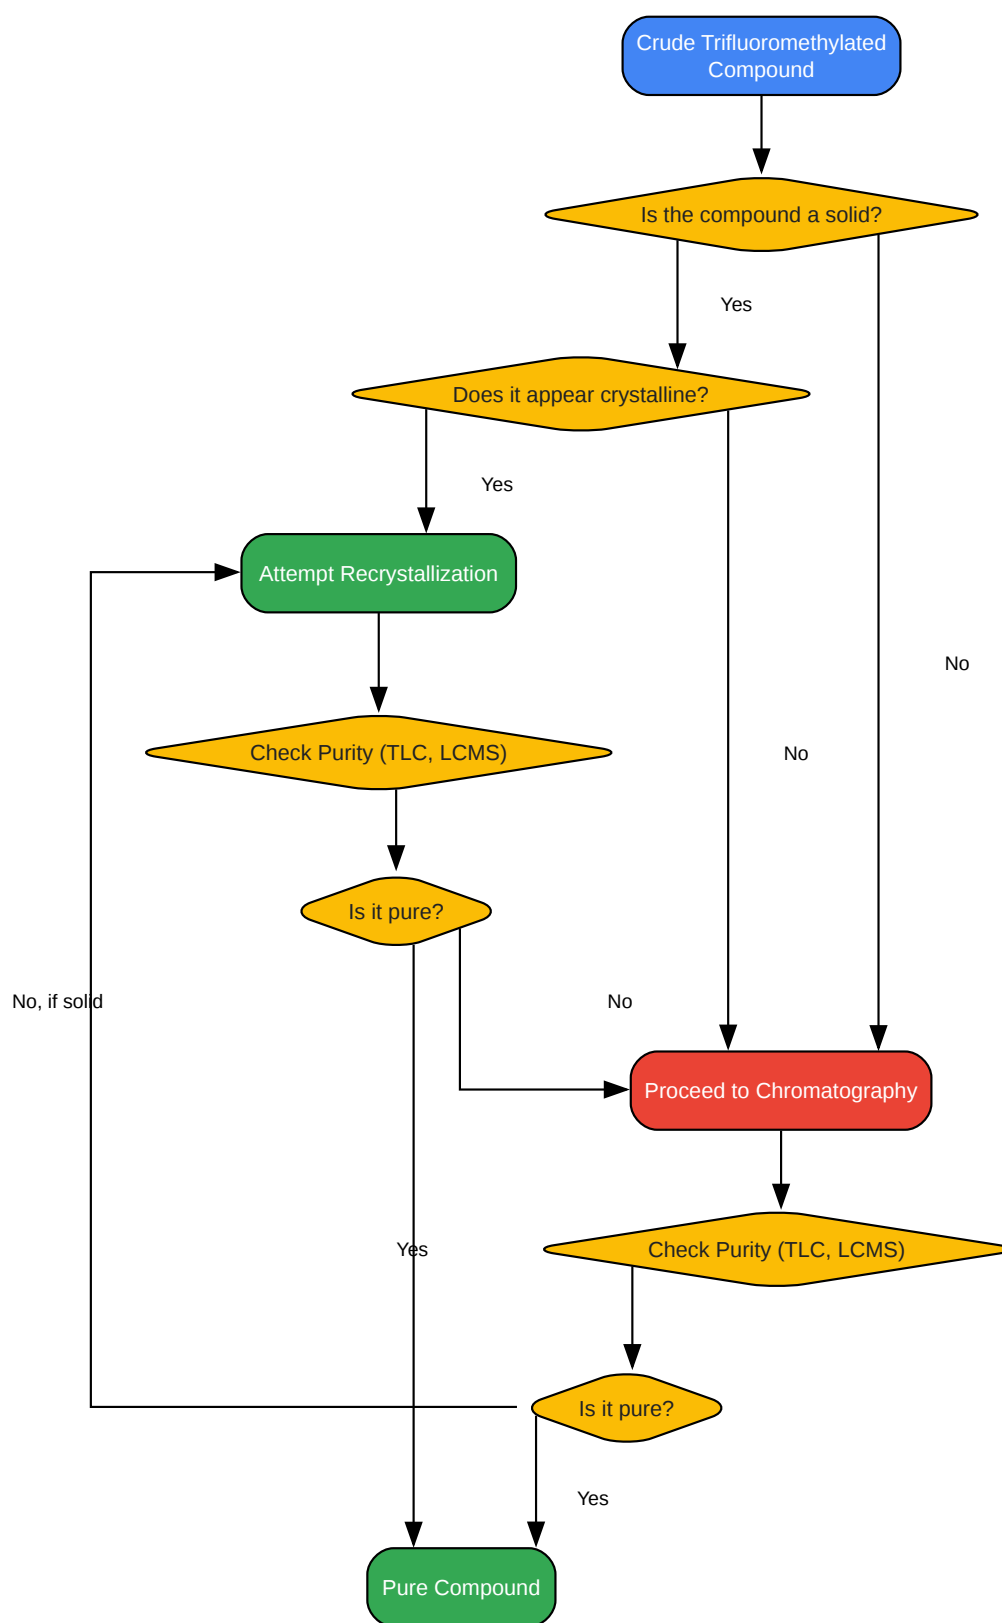 Crude Trifluoromethylated
Compound
Is the compound a solid?
Yes
Does it appear crystalline?
Yes
Attempt Recrystallization
No
Check Purity (TLC, LCMS)
No
Is it pure?
No, if solid
No
Proceed to Chromatography
Yes
Check Purity (TLC, LCMS)
Is it pure?
Yes
Pure Compound